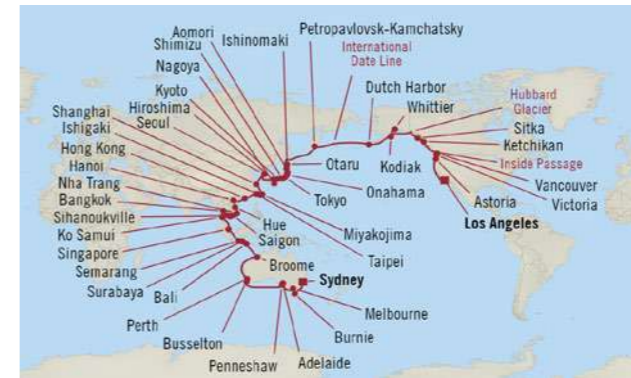 Aomori
Shimizu
Ishinomaki
Petropavlovsk-Kamchatsky
International
Date Line
Nagoya
Kyoto
Hiroshima
Seoul
Shanghai
Ishigaki
Hong Kong
Hanoi
Nha Trang
Bangkok
Sihanoukville
Ko Samui
Singapore
Semarang
Surabaya
Bali
Perth
Busselton
Penneshaw
Adelaide
Burnie
Melbourne
Sydney
Broome
Hue
Saigon
Taipei
Miyakojima
Tokyo
Onahama
Otaru
Dutch Harbor
Whittier
Kodiak
Hubbard
Glacier
Sitka
Ketchikan
Inside Passage
Vancouver
Victoria
Astoria
Los Angeles